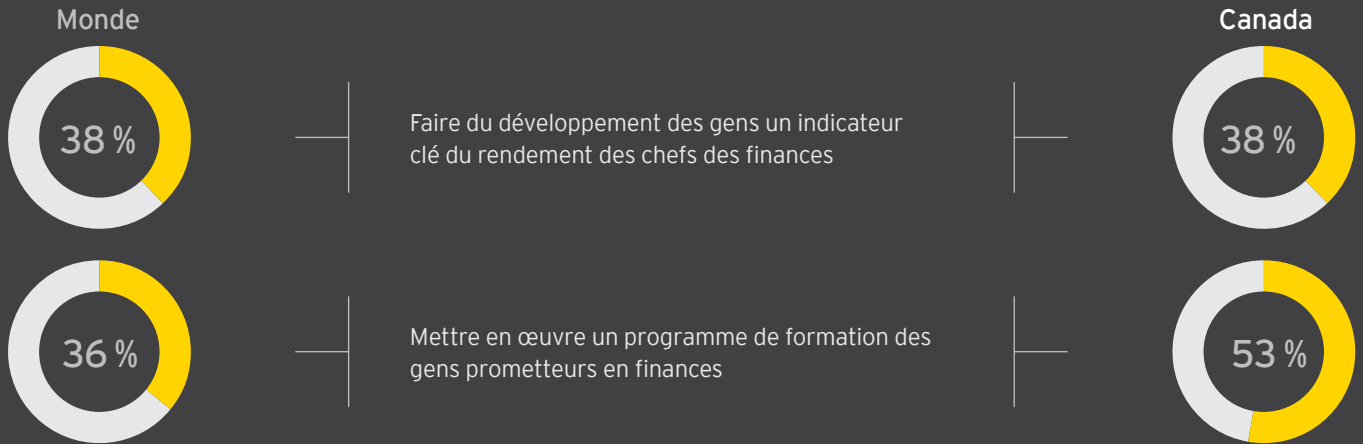 Monde
Canada
38 %
Faire du développement des gens un indicateur
clé du rendement des chefs des finances
38 %
36 %
Mettre en œuvre un programme de formation des
gens prometteurs en finances
53 %